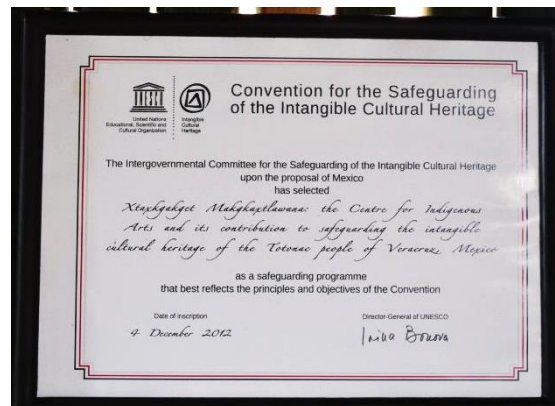 Convention for the Safeguarding
of the Intangible Cultural Heritage
United Nations
Educational, Scientific and
Cultural Organization
Intangible
Cultural
Heritage
The Intergovernmental Committee for the Safeguarding of the Intangible Cultural Heritage
upon the proposal of Mexico
has selected
Xtaxkgakget Makgkaxtlawana: the Centre for Indigenous
Arts and its contribution to safeguarding the intangible
cultural heritage of the Totonac people of Veracruz, Mexico
as a safeguarding programme
that best reflects the principles and objectives of the Convention
Date of inscription
4 December 2012
Director-General of UNESCO
Irina Bokova